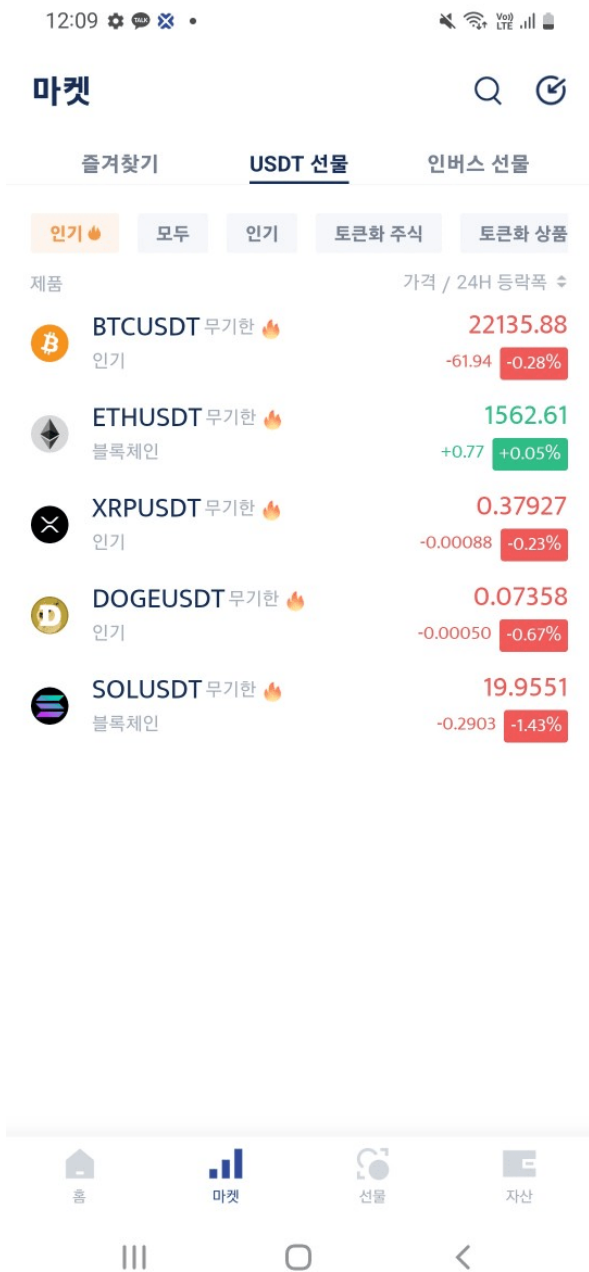 12:09 TALK Vo)) LTE
마켓
즐겨찾기 USDT 선물 인버스 선물
인기 모두 인기 토큰화 주식 토큰화 상품
제품 가격 / 24H 등락폭
BTCUSDT 무기한 22135.88
인기 -61.94 -0.28%
ETHUSDT 무기한 1562.61
블록체인 +0.77 +0.05%
XRPUSDT 무기한 0.37927
인기 -0.00088 -0.23%
DOGEUSDT 무기한 0.07358
인기 -0.00050 -0.67%
SOLUSDT 무기한 19.9551
블록체인 -0.2903 -1.43%
홈 마켓 선물 자산